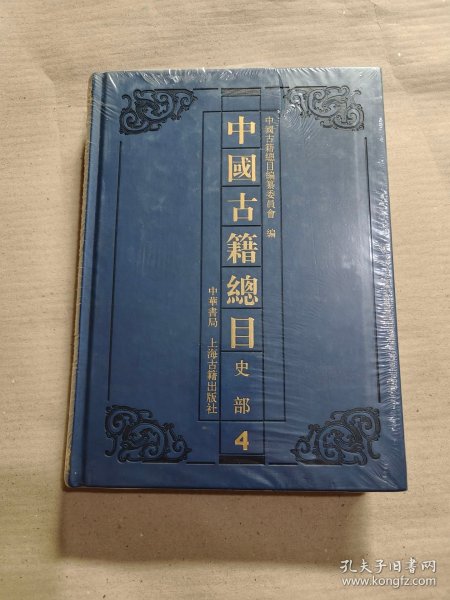 中國古籍總目編纂委員會 編
中國古籍總目
史部
4
中華書局 上海古籍出版社
孔夫子旧书网
www.kongfz.com